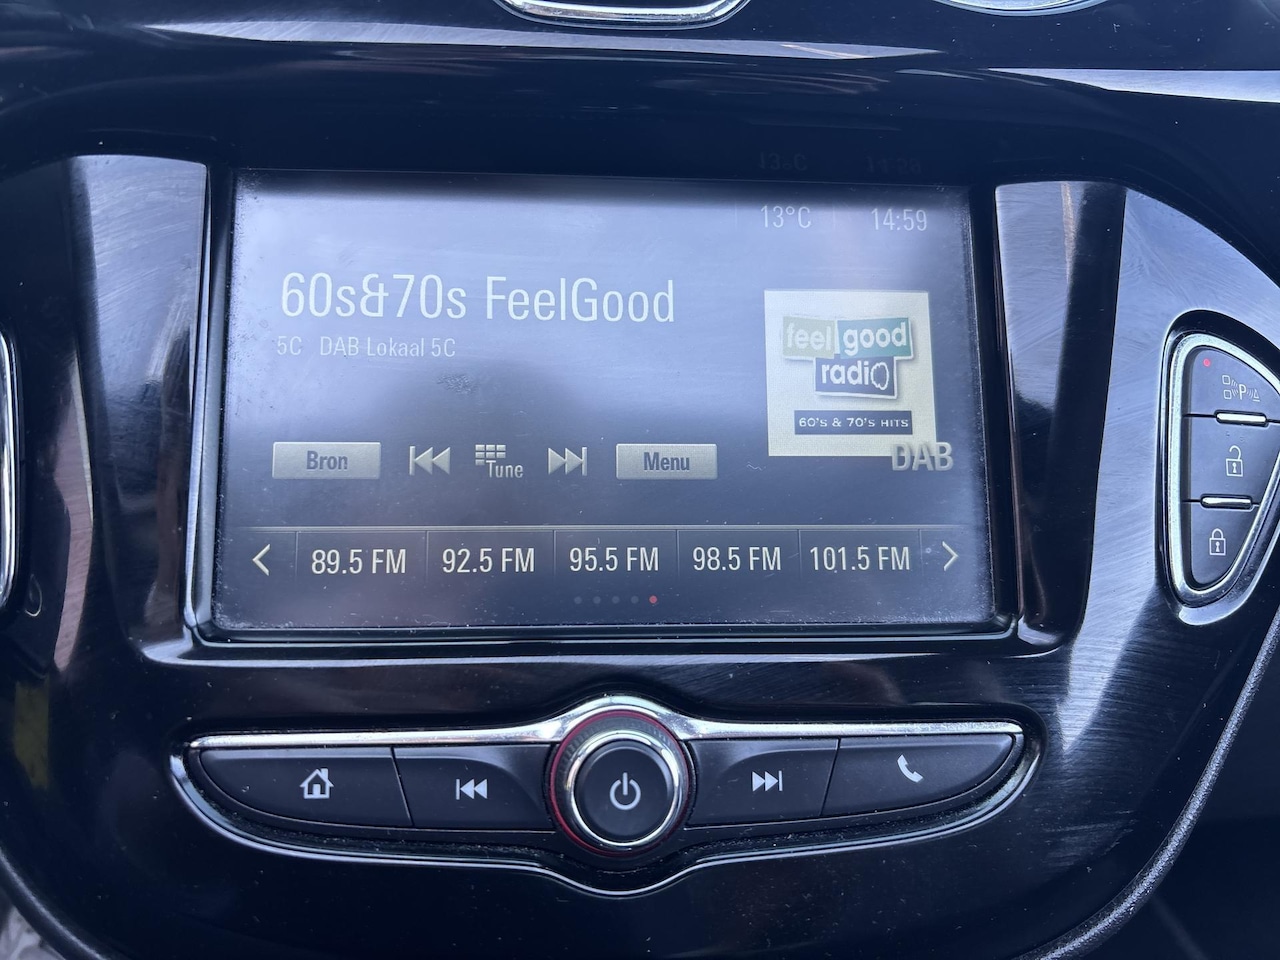 13°C 14:59
60s&70s FeelGood
5C DAB Lokaal 5C
feel good
radio
60's & 70's HITS
DAB
Bron Tune Menu
89.5 FM 92.5 FM 95.5 FM 98.5 FM 101.5 FM
P